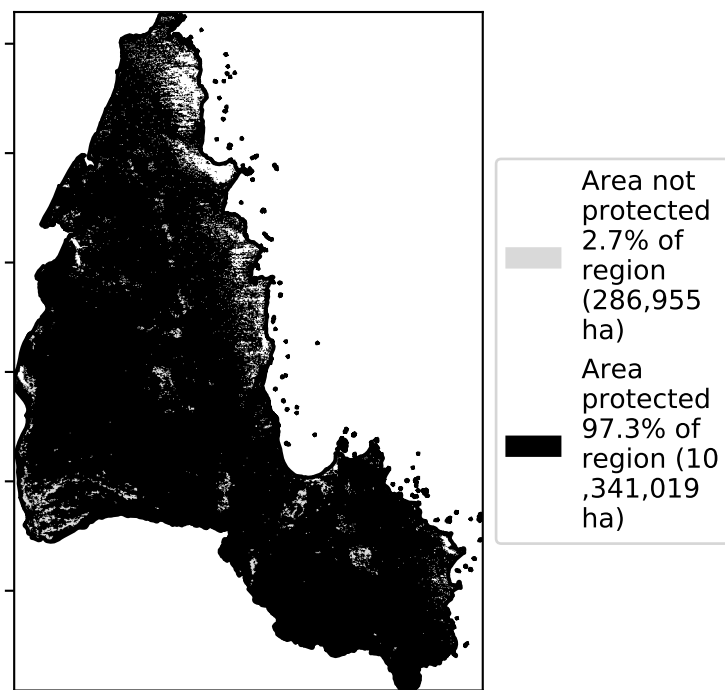 Area not
protected
2.7% of
region
(286,955
ha)
Area
protected
97.3% of
region (10
,341,019
ha)